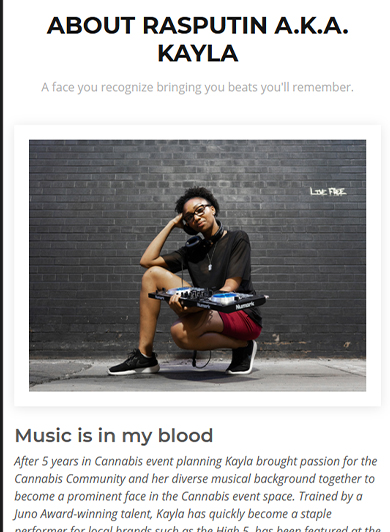 ABOUT RASPUTIN A.K.A.
KAYLA
A face you recognize bringing you beats you'll remember.
LIVE FREE
Numark
Numark
Music is in my blood
After 5 years in Cannabis event planning Kayla brought passion for the
Cannabis Community and her diverse musical background together to
become a prominent face in the Cannabis event space. Trained by a
Juno Award-winning talent, Kayla has quickly become a staple
performer for local brands such as the High 5, has been featured at the